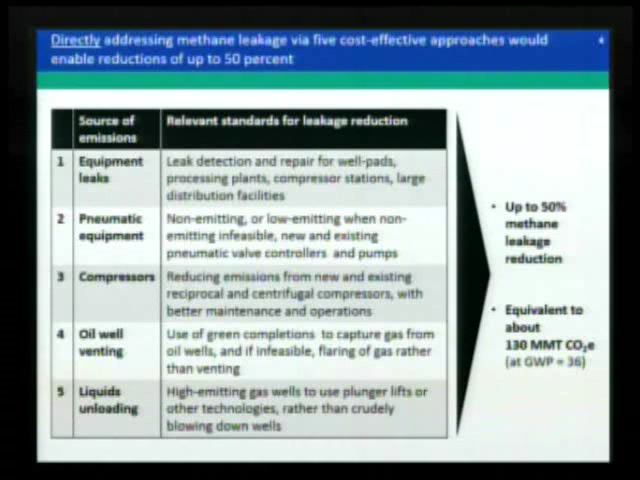 Directly addressing methane leakage via five cost-effective approaches would
enable reductions of up to 50 percent
Source of
emissions
Relevant standards for leakage reduction
1 Equipment
leaks
Leak detection and repair for well-pads,
processing plants, compressor stations, large
distribution facilities
2 Pneumatic
equipment
Non-emitting, or low-emitting when non-
emitting infeasible, new and existing
pneumatic valve controllers and pumps
3 Compressors
Reducing emissions from new and existing
reciprocal and centrifugal compressors, with
better maintenance and operations
4 Oil well
venting
Use of green completions to capture gas from
oil wells, and if infeasible, flaring of gas rather
than venting
5 Liquids
unloading
High-emitting gas wells to use plunger lifts or
other technologies, rather than crudely
blowing down wells
• Up to 50%
methane
leakage
reduction
• Equivalent to
about
130 MMT CO₂e
(at GWP = 36)